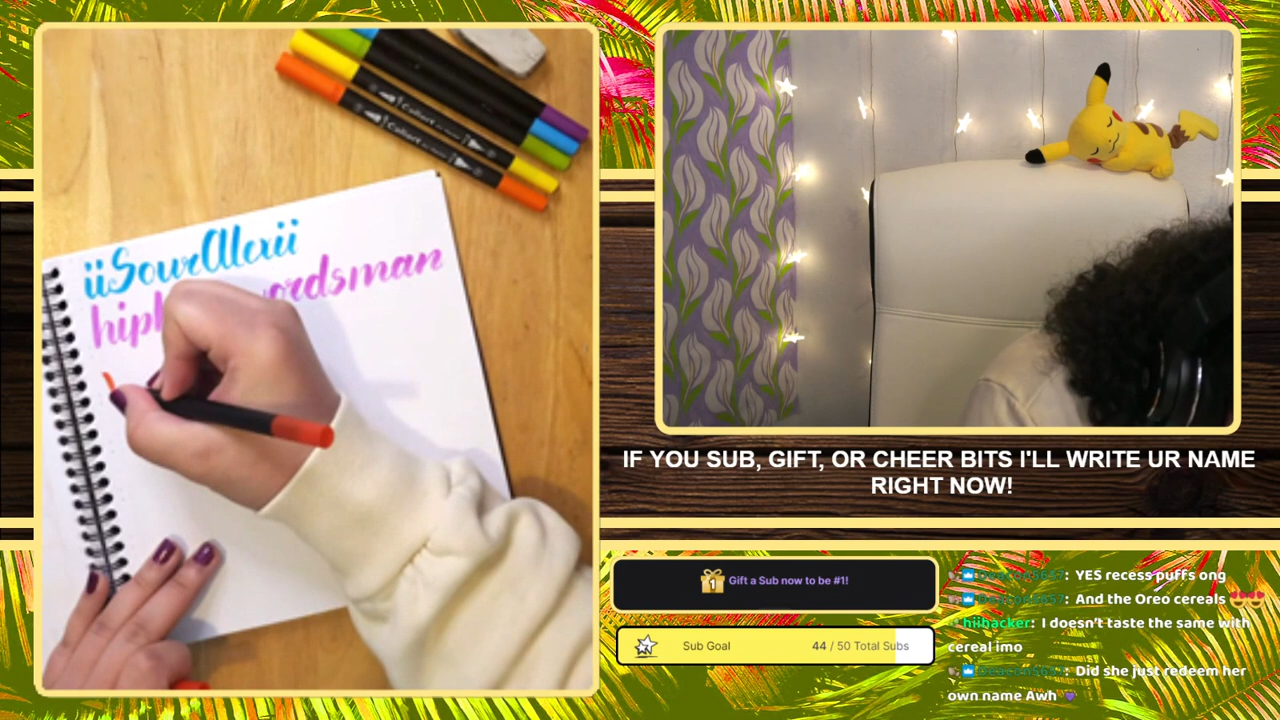 iiSourAlexii
ordsman
IF YOU SUB, GIFT, OR CHEER BITS I'LL WRITE UR NAME
RIGHT NOW!
1 Gift a Sub now to be #1!
Sub Goal 44 / 50 Total Subs
: YES recess puffs ong
: And the Oreo cereals
hiihacker: I doesn't taste the same with
cereal imo
: Did she just redeem her
own name Awh